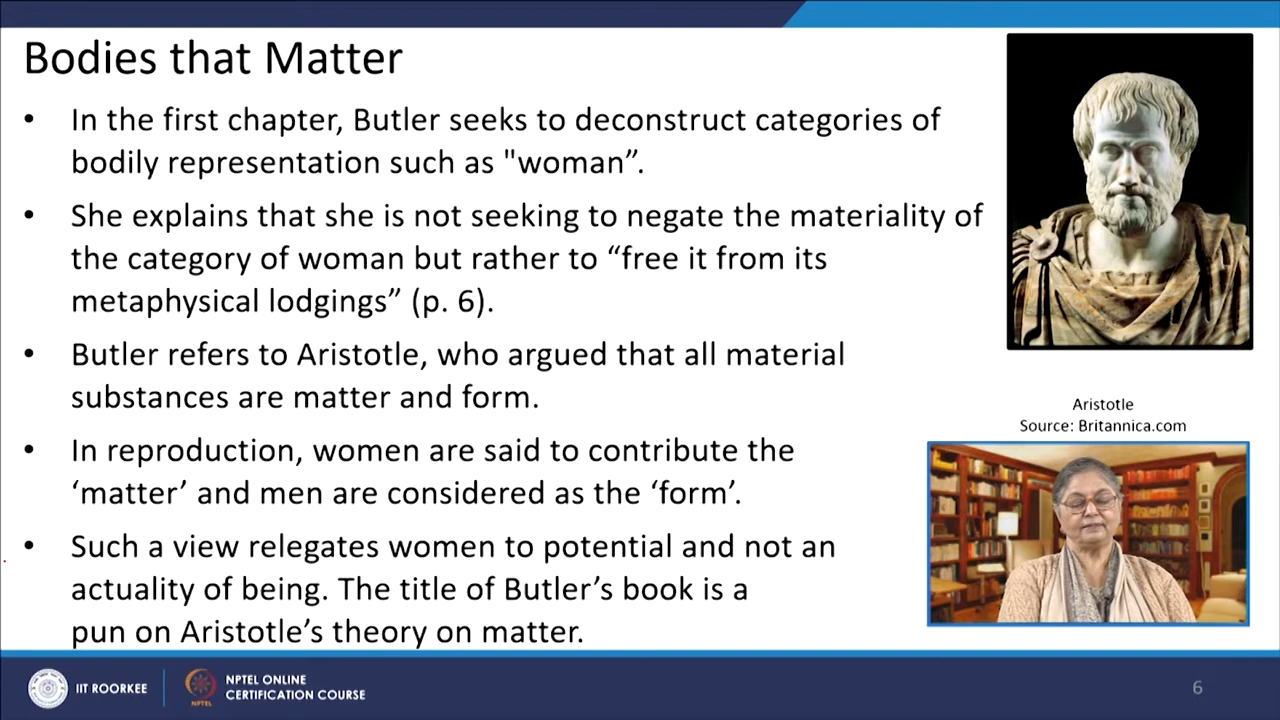 Bodies that Matter
• In the first chapter, Butler seeks to deconstruct categories of
bodily representation such as "woman”.
• She explains that she is not seeking to negate the materiality of
the category of woman but rather to “free it from its
metaphysical lodgings” (p. 6).
• Butler refers to Aristotle, who argued that all material
substances are matter and form.
• In reproduction, women are said to contribute the
‘matter’ and men are considered as the ‘form’.
• Such a view relegates women to potential and not an
actuality of being. The title of Butler’s book is a
pun on Aristotle’s theory on matter.
Aristotle
Source: Britannica.com
IIT ROORKEE
NPTEL
NPTEL ONLINE
CERTIFICATION COURSE
6